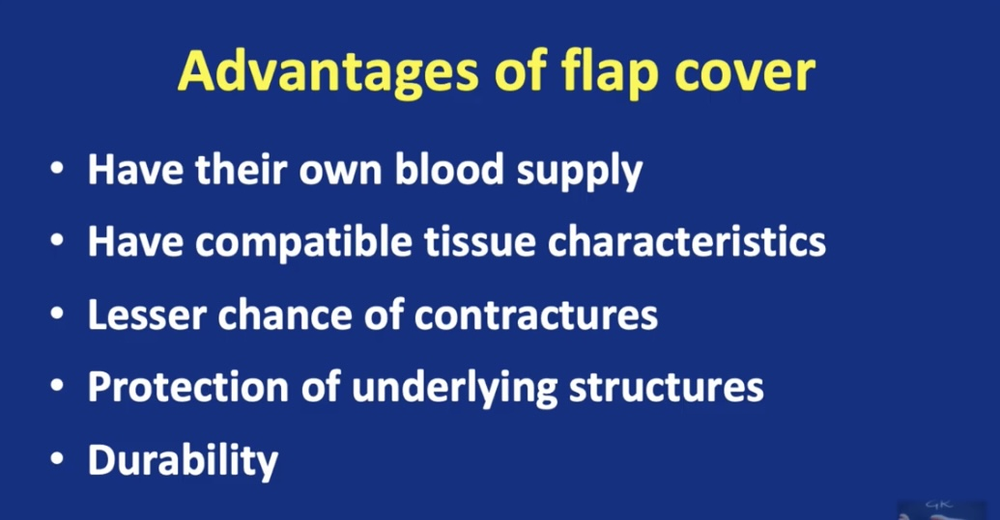 Advantages of flap cover
• Have their own blood supply
• Have compatible tissue characteristics
• Lesser chance of contractures
• Protection of underlying structures
• Durability
GK